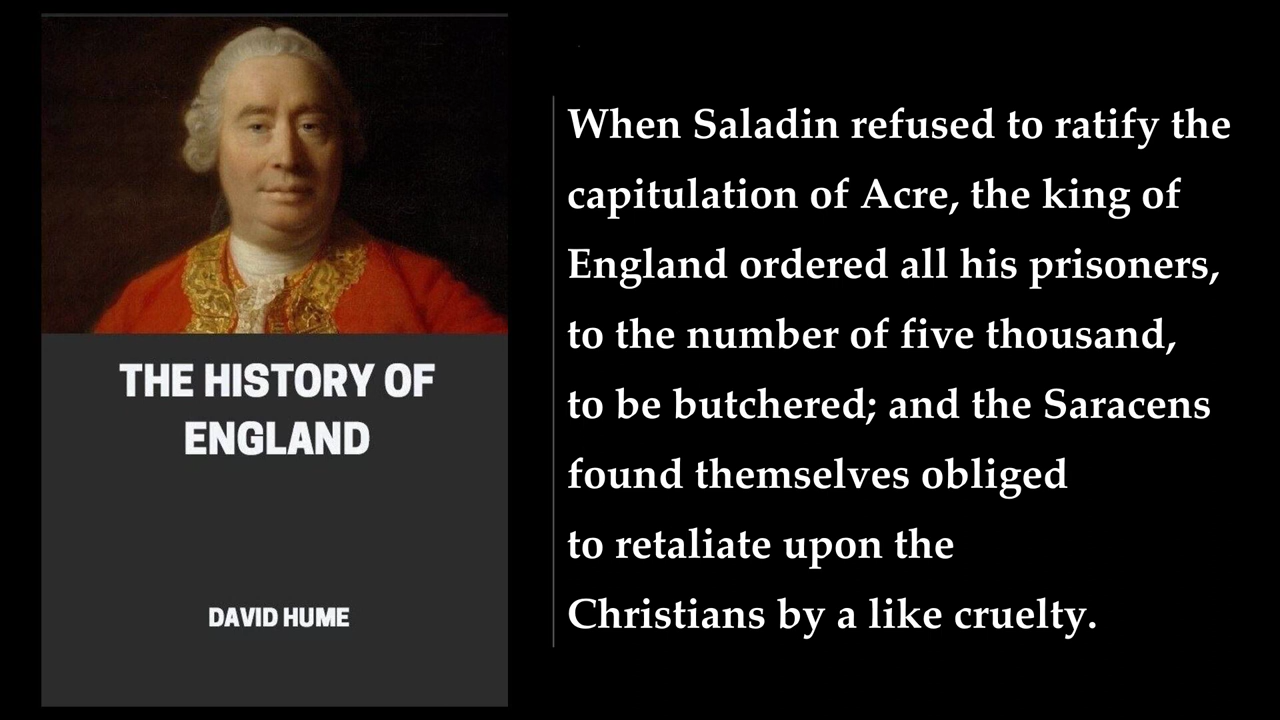 THE HISTORY OF
ENGLAND
DAVID HUME
When Saladin refused to ratify the
capitulation of Acre, the king of
England ordered all his prisoners,
to the number of five thousand,
to be butchered; and the Saracens
found themselves obliged
to retaliate upon the
Christians by a like cruelty.